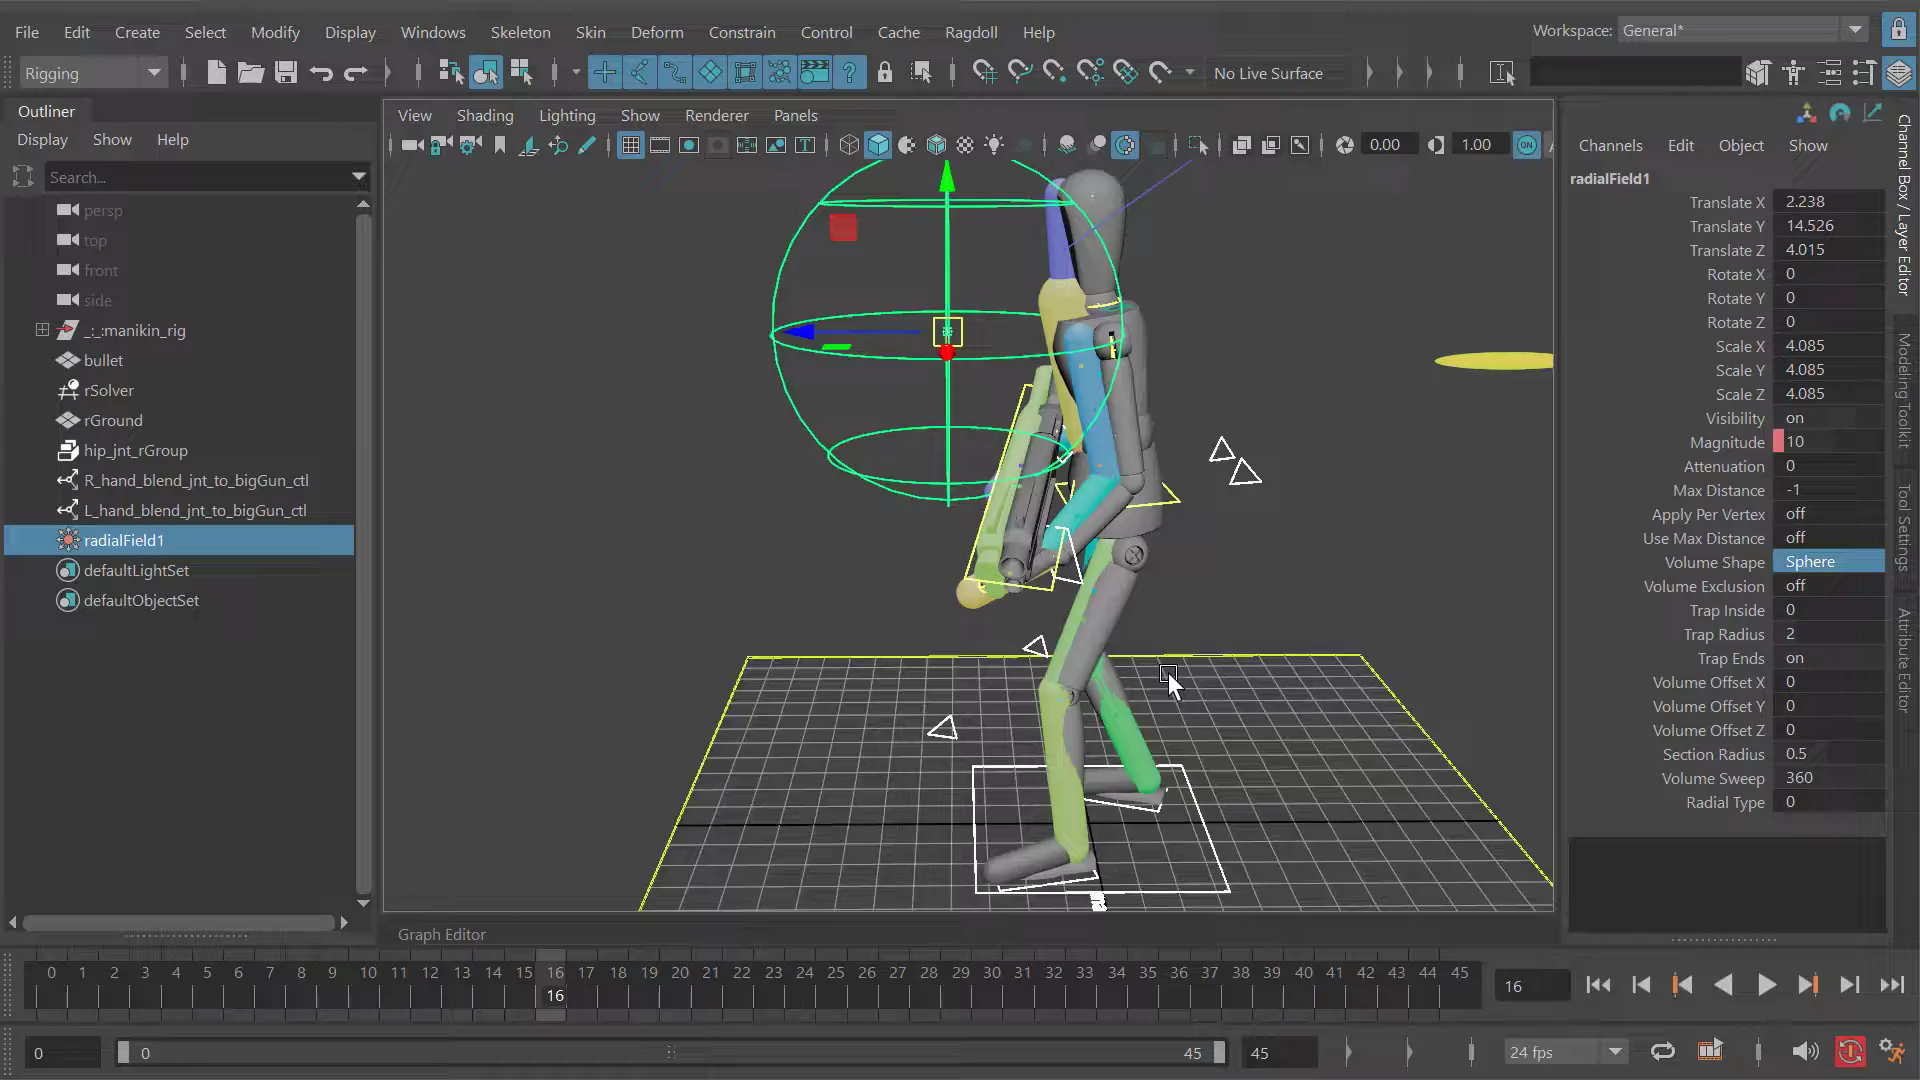 File Edit Create Select Modify Display Windows Skeleton Skin Deform Constrain Control Cache Ragdoll Help
Workspace: General*
Rigging
No Live Surface
Outliner
Display Show Help
Search...
persp
top
front
side
_:_:manikin_rig
bullet
rSolver
rGround
hip_jnt_rGroup
R_hand_blend_jnt_to_bigGun_ctl
L_hand_blend_jnt_to_bigGun_ctl
radialField1
defaultLightSet
defaultObjectSet
View Shading Lighting Show Renderer Panels
0.00 1.00 ON
Graph Editor
Channels Edit Object Show
radialField1
Translate X 2.238
Translate Y 14.526
Translate Z 4.015
Rotate X 0
Rotate Y 0
Rotate Z 0
Scale X 4.085
Scale Y 4.085
Scale Z 4.085
Visibility on
Magnitude 10
Attenuation 0
Max Distance -1
Apply Per Vertex off
Use Max Distance off
Volume Shape Sphere
Volume Exclusion off
Trap Inside 0
Trap Radius 2
Trap Ends on
Volume Offset X 0
Volume Offset Y 0
Volume Offset Z 0
Section Radius 0.5
Volume Sweep 360
Radial Type 0
Channel Box / Layer Editor
Modeling Toolkit
Tool Settings
Attribute Editor
0 1 2 3 4 5 6 7 8 9 10 11 12 13 14 15 16 17 18 19 20 21 22 23 24 25 26 27 28 29 30 31 32 33 34 35 36 37 38 39 40 41 42 43 44 45
16
16
0 0 45 45 24 fps